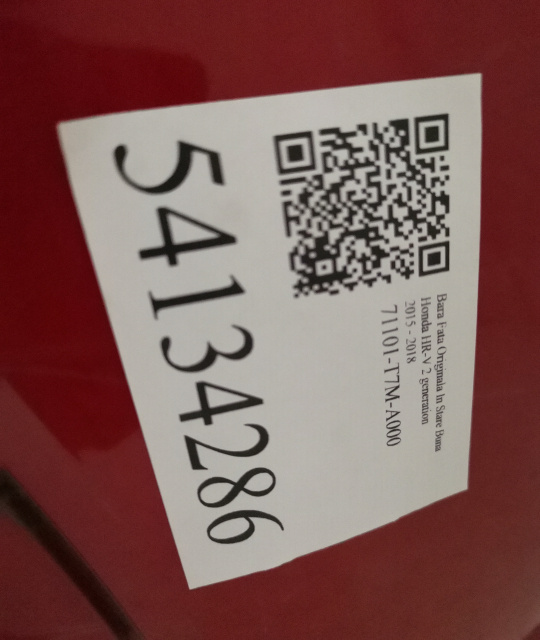 Bara Fata Originala In Stare Buna
Honda HR-V 2 generation
2015 - 2018
71101-T7M-A000
54134286